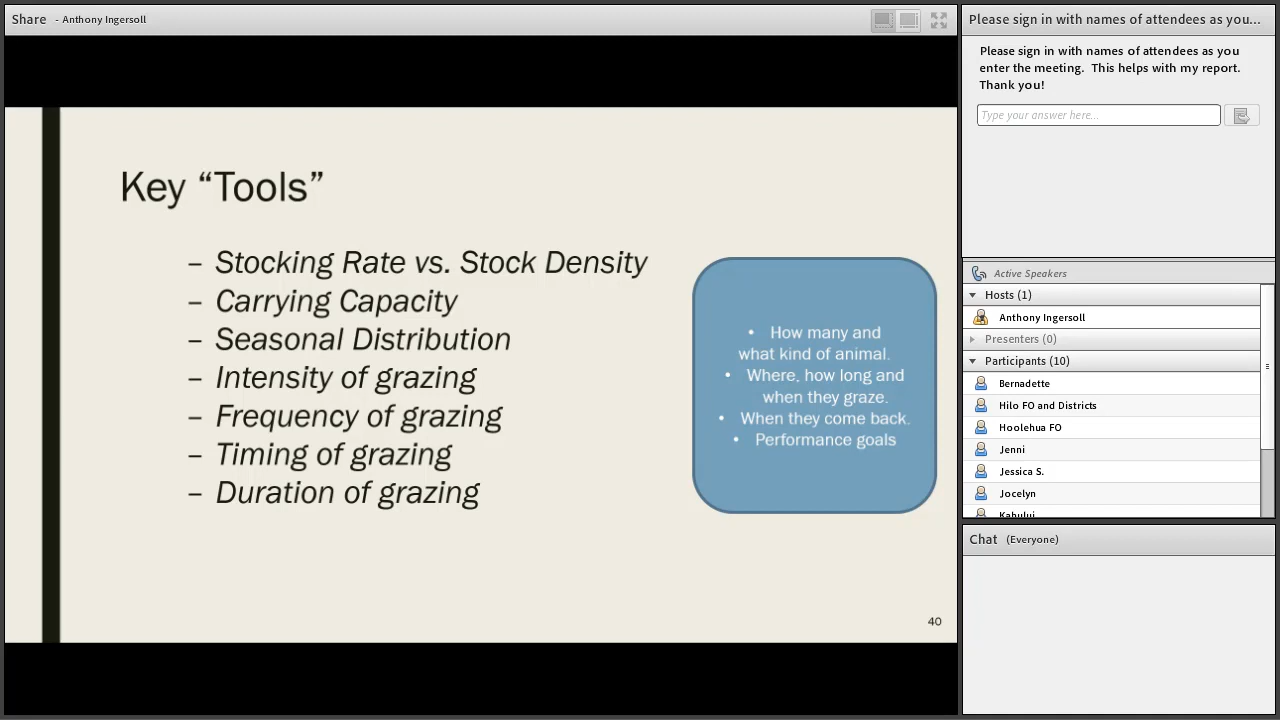 Share - Anthony Ingersoll
Key “Tools”
– Stocking Rate vs. Stock Density
– Carrying Capacity
– Seasonal Distribution
– Intensity of grazing
– Frequency of grazing
– Timing of grazing
– Duration of grazing
• How many and
what kind of animal.
• Where, how long and
when they graze.
• When they come back.
• Performance goals
40
Please sign in with names of attendees as you...
Please sign in with names of attendees as you
enter the meeting. This helps with my report.
Thank you!
Type your answer here...
Active Speakers
Hosts (1)
Anthony Ingersoll
Presenters (0)
Participants (10)
Bernadette
Hilo FO and Districts
Hoolehua FO
Jenni
Jessica S.
Jocelyn
Kahului
Chat (Everyone)